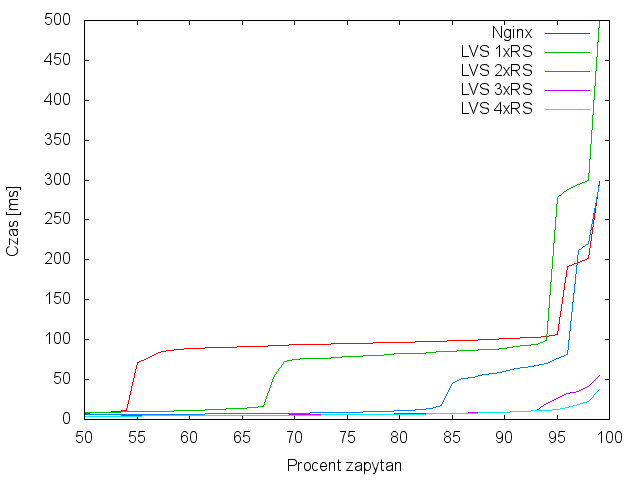 500
450
400
350
300
250
200
150
100
50
0
Czas [ms]
Nginx
LVS 1xRS
LVS 2xRS
LVS 3xRS
LVS 4xRS
50 55 60 65 70 75 80 85 90 95 100
Procent zapytan